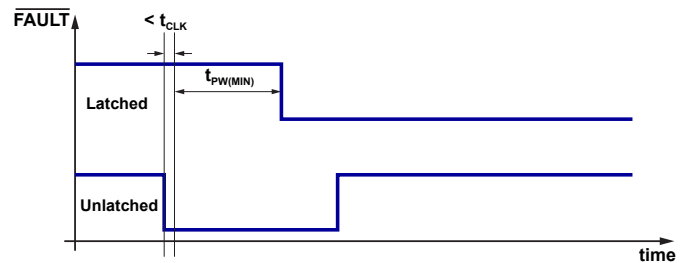 FAULT
< tCLK
tPW(MIN)
Latched
Unlatched
time